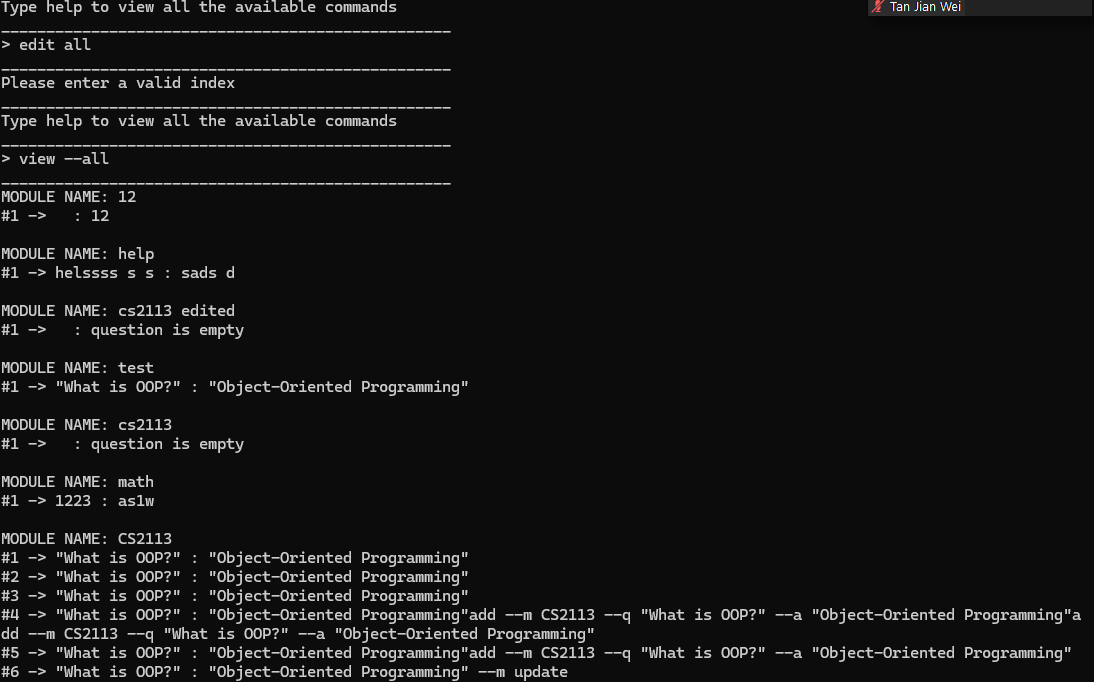 Type help to view all the available commands
Tan Jian Wei
__________________________________________________
> edit all
__________________________________________________
Please enter a valid index
__________________________________________________
Type help to view all the available commands
__________________________________________________
> view --all
__________________________________________________
MODULE NAME: 12
#1 ->   : 12
MODULE NAME: help
#1 -> helssss s s : sads d
MODULE NAME: cs2113 edited
#1 ->   : question is empty
MODULE NAME: test
#1 -> "What is OOP?" : "Object-Oriented Programming"
MODULE NAME: cs2113
#1 ->   : question is empty
MODULE NAME: math
#1 -> 1223 : as1w
MODULE NAME: CS2113
#1 -> "What is OOP?" : "Object-Oriented Programming"
#2 -> "What is OOP?" : "Object-Oriented Programming"
#3 -> "What is OOP?" : "Object-Oriented Programming"
#4 -> "What is OOP?" : "Object-Oriented Programming"add --m CS2113 --q "What is OOP?" --a "Object-Oriented Programming"a
dd --m CS2113 --q "What is OOP?" --a "Object-Oriented Programming"
#5 -> "What is OOP?" : "Object-Oriented Programming"add --m CS2113 --q "What is OOP?" --a "Object-Oriented Programming"
#6 -> "What is OOP?" : "Object-Oriented Programming" --m update